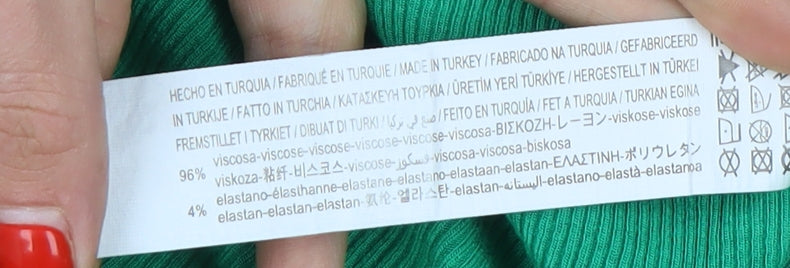 HECHO EN TURQUIA / FABRIQUÉ EN TURQUIE / MADE IN TURKEY / FABRICADO NA TURQUIA / GEFABRICEERD
IN TURKIJE / FATTO IN TURCHIA / ΚΑΤΑΣΚΕΥΗ ΤΟΥΡΚΙΑ / ÜRETİM YERİ TÜRKİYE / HERGESTELLT IN TÜRKEI
FREMSTILLET I TYRKIET / DIBUAT DI TURKI / صنع في تركيا / FEITO EN TURQUÍA / FET A TURQUIA / TURKIAN EGINA
viscosa-viscose-viscose-viscose-viscose-viscosa-ΒΙΣΚΟΖΗ-レーヨン-viskose-viskose
96% viskoza-粘纤-비스코스-viscose-فسكوز-viscosa-viscosa-biskosa
elastano-élasthanne-elastane-elastano-elastaan-elastan-ΕΛΑΣΤΙΝΗ-ポリウレタン
4% elastan-elastan-elastan-氨纶-엘라스탄-elastan-الیستانه-elastano-elastà-elastanoa